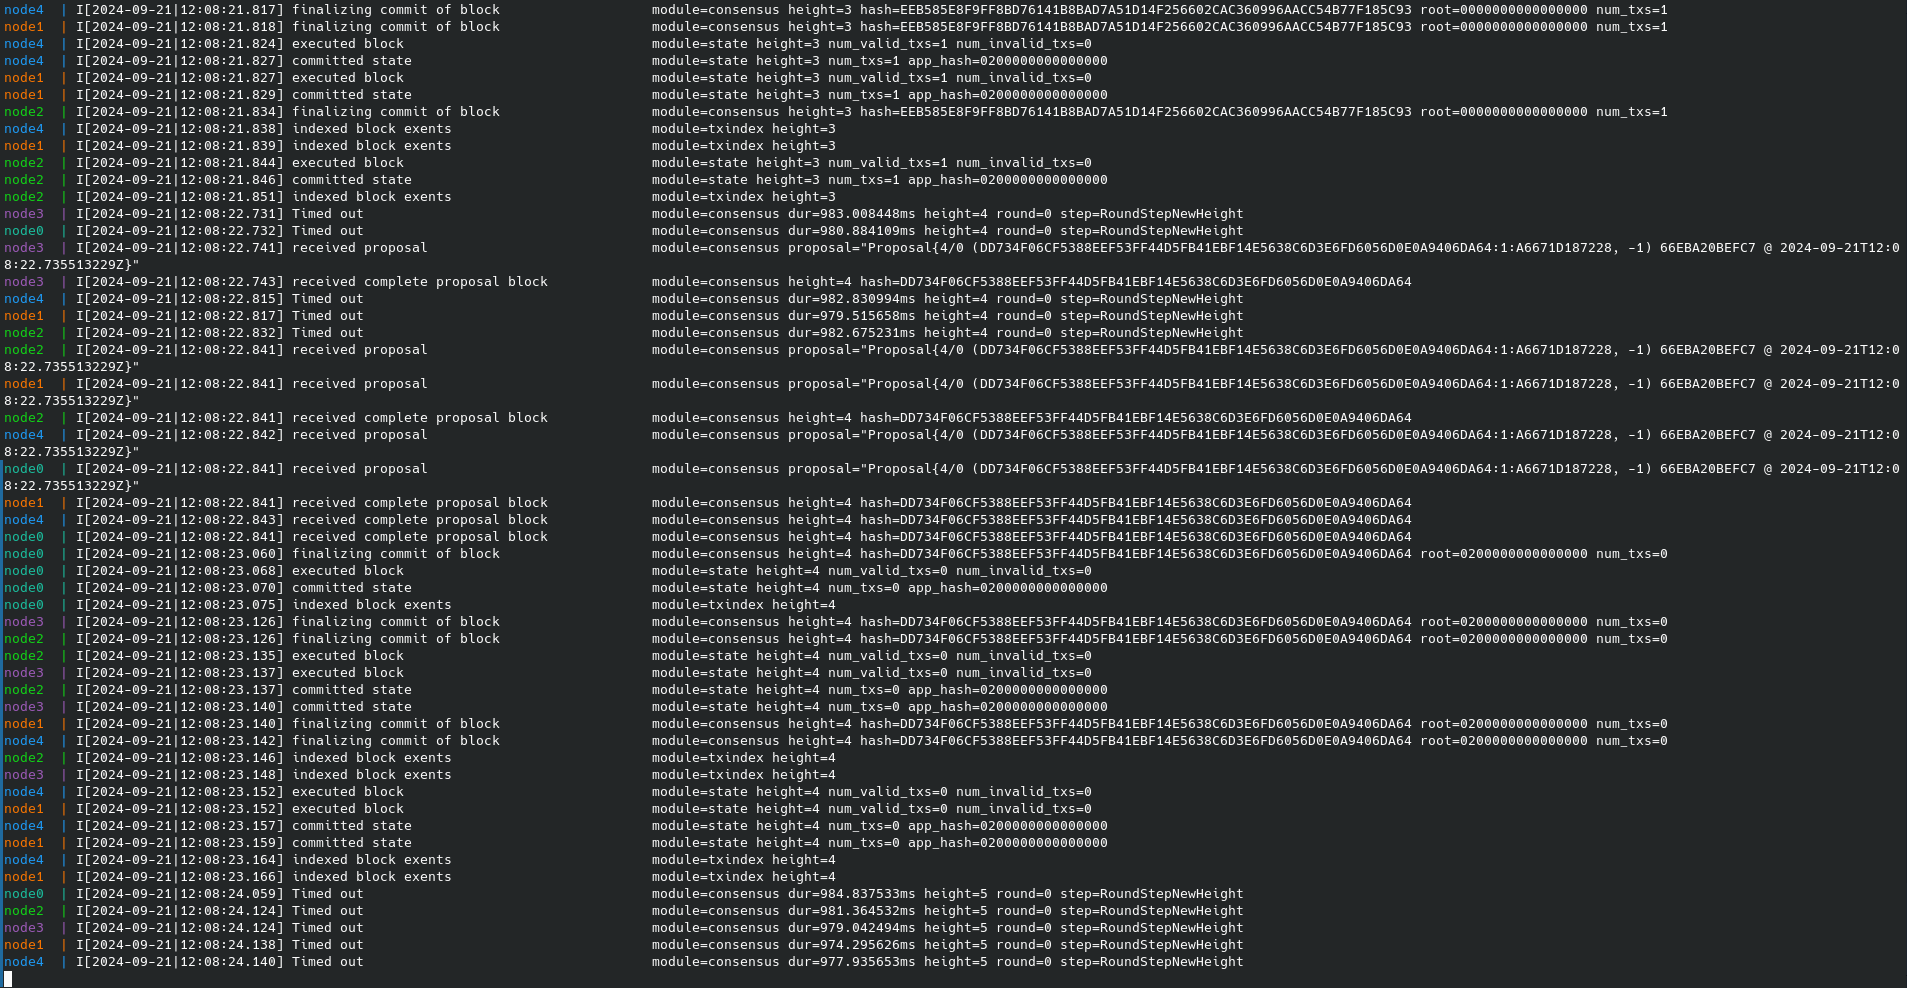 node4  | I[2024-09-21|12:08:21.817] finalizing commit of block                   module=consensus height=3 hash=EEB585E8F9FF8BD76141B8BAD7A51D14F256602CAC360996AACC54B77F185C93 root=0000000000000000 num_txs=1
node1  | I[2024-09-21|12:08:21.818] finalizing commit of block                   module=consensus height=3 hash=EEB585E8F9FF8BD76141B8BAD7A51D14F256602CAC360996AACC54B77F185C93 root=0000000000000000 num_txs=1
node4  | I[2024-09-21|12:08:21.824] executed block                               module=state height=3 num_valid_txs=1 num_invalid_txs=0
node4  | I[2024-09-21|12:08:21.827] committed state                              module=state height=3 num_txs=1 app_hash=0200000000000000
node1  | I[2024-09-21|12:08:21.827] executed block                               module=state height=3 num_valid_txs=1 num_invalid_txs=0
node1  | I[2024-09-21|12:08:21.829] committed state                              module=state height=3 num_txs=1 app_hash=0200000000000000
node2  | I[2024-09-21|12:08:21.834] finalizing commit of block                   module=consensus height=3 hash=EEB585E8F9FF8BD76141B8BAD7A51D14F256602CAC360996AACC54B77F185C93 root=0000000000000000 num_txs=1
node4  | I[2024-09-21|12:08:21.838] indexed block exents                         module=txindex height=3
node1  | I[2024-09-21|12:08:21.839] indexed block exents                         module=txindex height=3
node2  | I[2024-09-21|12:08:21.844] executed block                               module=state height=3 num_valid_txs=1 num_invalid_txs=0
node2  | I[2024-09-21|12:08:21.846] committed state                              module=state height=3 num_txs=1 app_hash=0200000000000000
node2  | I[2024-09-21|12:08:21.851] indexed block exents                         module=txindex height=3
node3  | I[2024-09-21|12:08:22.731] Timed out                                    module=consensus dur=983.008448ms height=4 round=0 step=RoundStepNewHeight
node0  | I[2024-09-21|12:08:22.732] Timed out                                    module=consensus dur=980.884109ms height=4 round=0 step=RoundStepNewHeight
node3  | I[2024-09-21|12:08:22.741] received proposal                            module=consensus proposal="Proposal{4/0 (DD734F06CF5388EEF53FF44D5FB41EBF14E5638C6D3E6FD6056D0E0A9406DA64:1:A6671D187228, -1) 66EBA20BEFC7 @ 2024-09-21T12:0
8:22.735513229Z}"
node3  | I[2024-09-21|12:08:22.743] received complete proposal block             module=consensus height=4 hash=DD734F06CF5388EEF53FF44D5FB41EBF14E5638C6D3E6FD6056D0E0A9406DA64
node4  | I[2024-09-21|12:08:22.815] Timed out                                    module=consensus dur=982.830994ms height=4 round=0 step=RoundStepNewHeight
node1  | I[2024-09-21|12:08:22.817] Timed out                                    module=consensus dur=979.515658ms height=4 round=0 step=RoundStepNewHeight
node2  | I[2024-09-21|12:08:22.832] Timed out                                    module=consensus dur=982.675231ms height=4 round=0 step=RoundStepNewHeight
node2  | I[2024-09-21|12:08:22.841] received proposal                            module=consensus proposal="Proposal{4/0 (DD734F06CF5388EEF53FF44D5FB41EBF14E5638C6D3E6FD6056D0E0A9406DA64:1:A6671D187228, -1) 66EBA20BEFC7 @ 2024-09-21T12:0
8:22.735513229Z}"
node1  | I[2024-09-21|12:08:22.841] received proposal                            module=consensus proposal="Proposal{4/0 (DD734F06CF5388EEF53FF44D5FB41EBF14E5638C6D3E6FD6056D0E0A9406DA64:1:A6671D187228, -1) 66EBA20BEFC7 @ 2024-09-21T12:0
8:22.735513229Z}"
node2  | I[2024-09-21|12:08:22.841] received complete proposal block             module=consensus height=4 hash=DD734F06CF5388EEF53FF44D5FB41EBF14E5638C6D3E6FD6056D0E0A9406DA64
node4  | I[2024-09-21|12:08:22.842] received proposal                            module=consensus proposal="Proposal{4/0 (DD734F06CF5388EEF53FF44D5FB41EBF14E5638C6D3E6FD6056D0E0A9406DA64:1:A6671D187228, -1) 66EBA20BEFC7 @ 2024-09-21T12:0
8:22.735513229Z}"
node0  | I[2024-09-21|12:08:22.841] received proposal                            module=consensus proposal="Proposal{4/0 (DD734F06CF5388EEF53FF44D5FB41EBF14E5638C6D3E6FD6056D0E0A9406DA64:1:A6671D187228, -1) 66EBA20BEFC7 @ 2024-09-21T12:0
8:22.735513229Z}"
node1  | I[2024-09-21|12:08:22.841] received complete proposal block             module=consensus height=4 hash=DD734F06CF5388EEF53FF44D5FB41EBF14E5638C6D3E6FD6056D0E0A9406DA64
node4  | I[2024-09-21|12:08:22.843] received complete proposal block             module=consensus height=4 hash=DD734F06CF5388EEF53FF44D5FB41EBF14E5638C6D3E6FD6056D0E0A9406DA64
node0  | I[2024-09-21|12:08:22.841] received complete proposal block             module=consensus height=4 hash=DD734F06CF5388EEF53FF44D5FB41EBF14E5638C6D3E6FD6056D0E0A9406DA64
node0  | I[2024-09-21|12:08:23.060] finalizing commit of block                   module=consensus height=4 hash=DD734F06CF5388EEF53FF44D5FB41EBF14E5638C6D3E6FD6056D0E0A9406DA64 root=0200000000000000 num_txs=0
node0  | I[2024-09-21|12:08:23.068] executed block                               module=state height=4 num_valid_txs=0 num_invalid_txs=0
node0  | I[2024-09-21|12:08:23.070] committed state                              module=state height=4 num_txs=0 app_hash=0200000000000000
node0  | I[2024-09-21|12:08:23.075] indexed block exents                         module=txindex height=4
node3  | I[2024-09-21|12:08:23.126] finalizing commit of block                   module=consensus height=4 hash=DD734F06CF5388EEF53FF44D5FB41EBF14E5638C6D3E6FD6056D0E0A9406DA64 root=0200000000000000 num_txs=0
node2  | I[2024-09-21|12:08:23.126] finalizing commit of block                   module=consensus height=4 hash=DD734F06CF5388EEF53FF44D5FB41EBF14E5638C6D3E6FD6056D0E0A9406DA64 root=0200000000000000 num_txs=0
node2  | I[2024-09-21|12:08:23.135] executed block                               module=state height=4 num_valid_txs=0 num_invalid_txs=0
node3  | I[2024-09-21|12:08:23.137] executed block                               module=state height=4 num_valid_txs=0 num_invalid_txs=0
node2  | I[2024-09-21|12:08:23.137] committed state                              module=state height=4 num_txs=0 app_hash=0200000000000000
node3  | I[2024-09-21|12:08:23.140] committed state                              module=state height=4 num_txs=0 app_hash=0200000000000000
node1  | I[2024-09-21|12:08:23.140] finalizing commit of block                   module=consensus height=4 hash=DD734F06CF5388EEF53FF44D5FB41EBF14E5638C6D3E6FD6056D0E0A9406DA64 root=0200000000000000 num_txs=0
node4  | I[2024-09-21|12:08:23.142] finalizing commit of block                   module=consensus height=4 hash=DD734F06CF5388EEF53FF44D5FB41EBF14E5638C6D3E6FD6056D0E0A9406DA64 root=0200000000000000 num_txs=0
node2  | I[2024-09-21|12:08:23.146] indexed block exents                         module=txindex height=4
node3  | I[2024-09-21|12:08:23.148] indexed block exents                         module=txindex height=4
node4  | I[2024-09-21|12:08:23.152] executed block                               module=state height=4 num_valid_txs=0 num_invalid_txs=0
node1  | I[2024-09-21|12:08:23.152] executed block                               module=state height=4 num_valid_txs=0 num_invalid_txs=0
node4  | I[2024-09-21|12:08:23.157] committed state                              module=state height=4 num_txs=0 app_hash=0200000000000000
node1  | I[2024-09-21|12:08:23.159] committed state                              module=state height=4 num_txs=0 app_hash=0200000000000000
node4  | I[2024-09-21|12:08:23.164] indexed block exents                         module=txindex height=4
node1  | I[2024-09-21|12:08:23.166] indexed block exents                         module=txindex height=4
node0  | I[2024-09-21|12:08:24.059] Timed out                                    module=consensus dur=984.837533ms height=5 round=0 step=RoundStepNewHeight
node2  | I[2024-09-21|12:08:24.124] Timed out                                    module=consensus dur=981.364532ms height=5 round=0 step=RoundStepNewHeight
node3  | I[2024-09-21|12:08:24.124] Timed out                                    module=consensus dur=979.042494ms height=5 round=0 step=RoundStepNewHeight
node1  | I[2024-09-21|12:08:24.138] Timed out                                    module=consensus dur=974.295626ms height=5 round=0 step=RoundStepNewHeight
node4  | I[2024-09-21|12:08:24.140] Timed out                                    module=consensus dur=977.935653ms height=5 round=0 step=RoundStepNewHeight